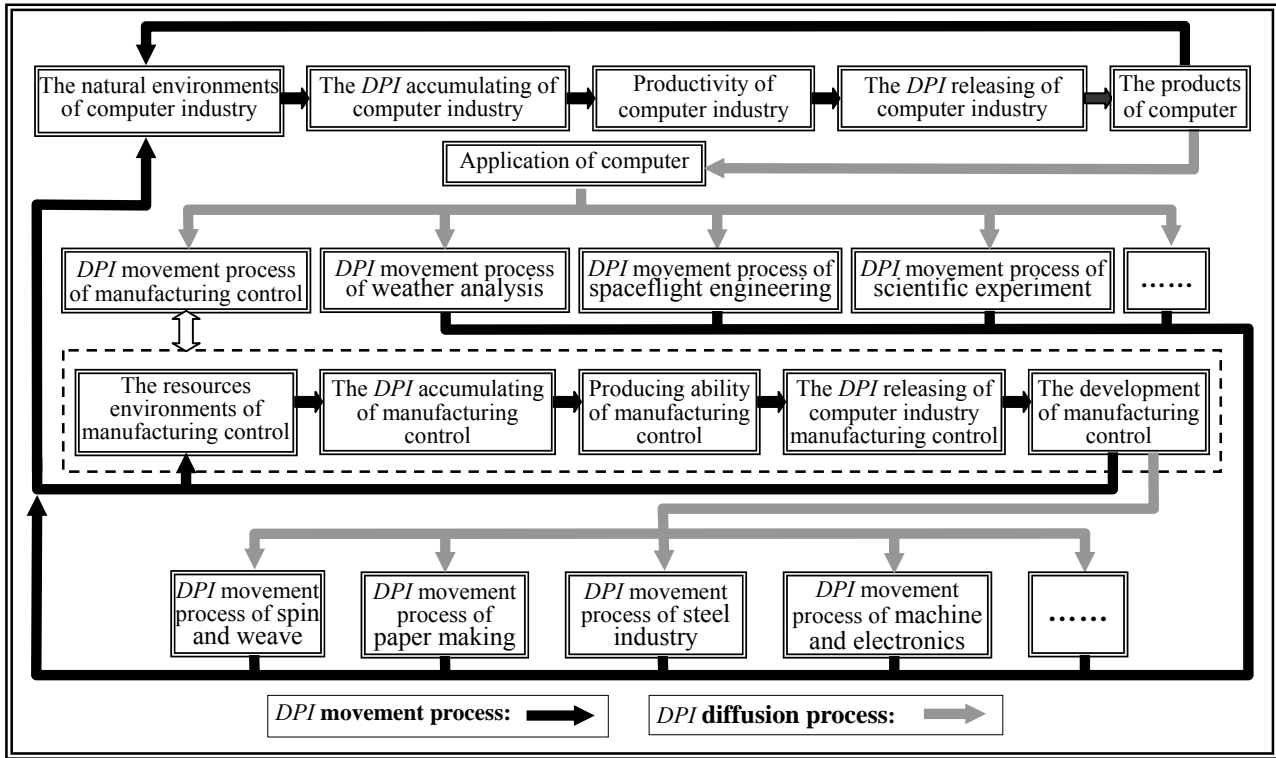 The natural environments
of computer industry
The DPI accumulating of
computer industry
Productivity of
computer industry
The DPI releasing of
computer industry
The products
of computer
Application of computer
DPI movement process
of manufacturing control
DPI movement process
of weather analysis
DPI movement process of
spaceflight engineering
DPI movement process of
scientific experiment
……
The resources
environments of
manufacturing control
The DPI accumulating
of manufacturing
control
Producing ability
of manufacturing
control
The DPI releasing of
computer industry
manufacturing control
The development
of manufacturing
control
DPI movement
process of spin
and weave
DPI movement
process of
paper making
DPI movement
process of steel
industry
DPI movement
process of machine
and electronics
……
DPI movement process:
DPI diffusion process: